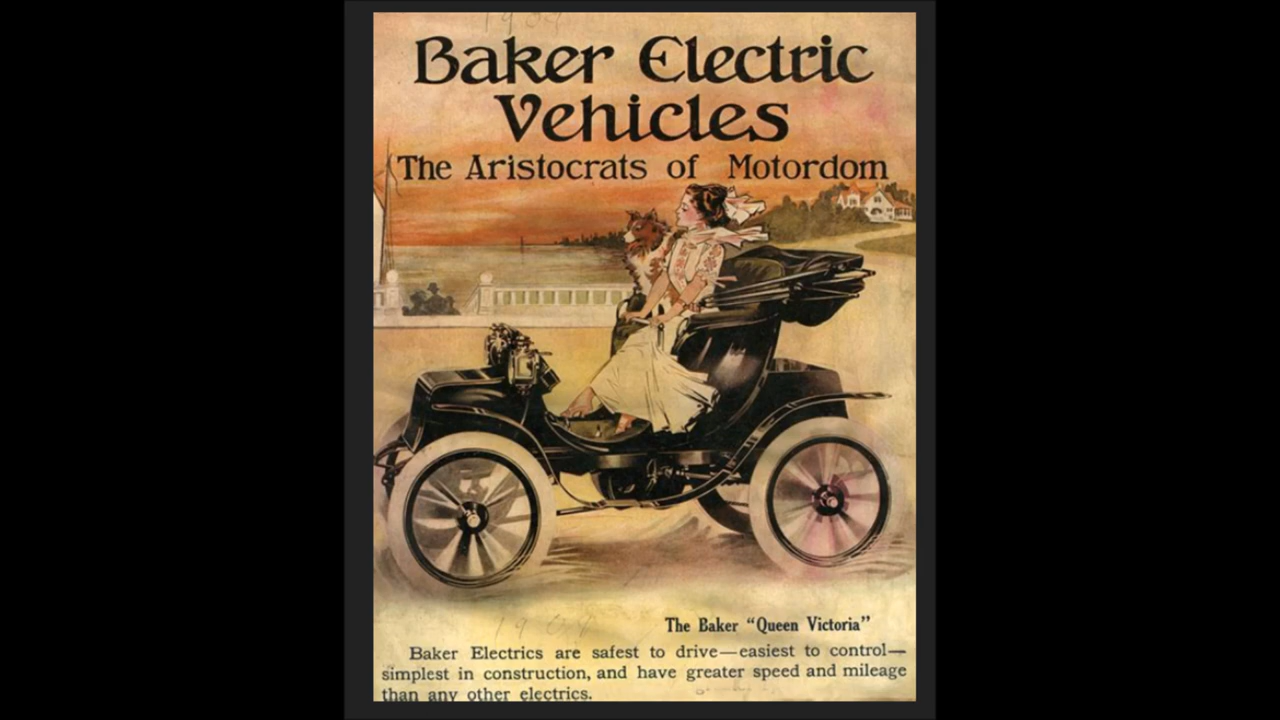 Baker Electric
Vehicles
The Aristocrats of Motordom
1908
The Baker "Queen Victoria"
Baker Electrics are safest to drive—easiest to control—
simplest in construction, and have greater speed and mileage
than any other electrics.